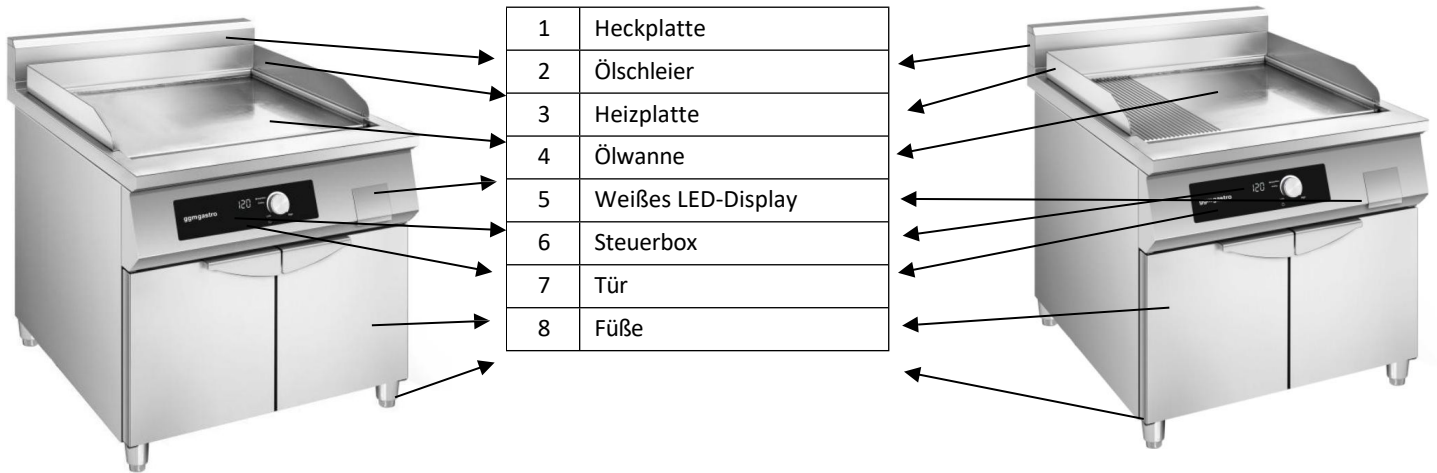 1 Heckplatte
2 Ölschleier
3 Heizplatte
4 Ölwanne
5 Weißes LED-Display
6 Steuerbox
7 Tür
8 Füße
120
ggmgastro
120